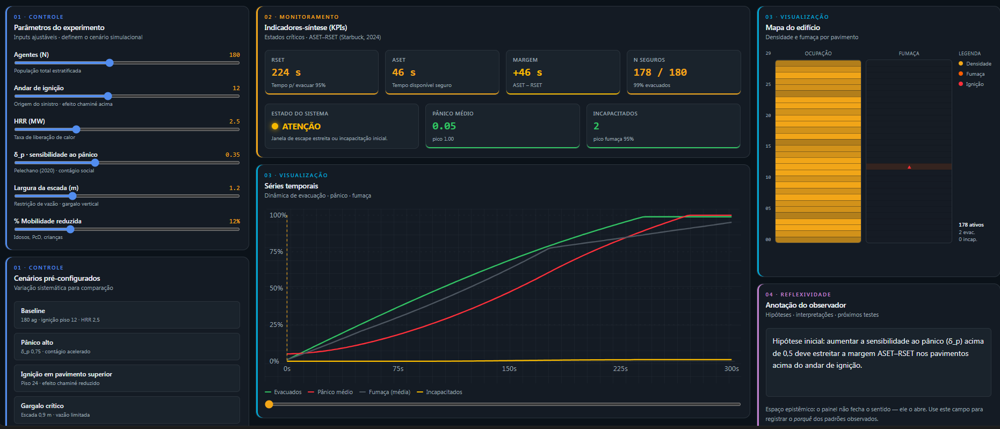 01 · CONTROLE
Parâmetros do experimento
Inputs ajustáveis · definem o cenário simulacional
Agentes (N) 180
População total estratificada
Andar de ignição 12
Origem do sinistro · efeito chaminé acima
HRR (MW) 2.5
Taxa de liberação de calor
δ_p · sensibilidade ao pânico 0.35
Pelechano (2020) · contágio social
Largura da escada (m) 1.2
Restrição de vazão · gargalo vertical
% Mobilidade reduzida 12%
Idosos, PcD, crianças
01 · CONTROLE
Cenários pré-configurados
Variação sistemática para comparação
Baseline
180 ag · ignição piso 12 · HRR 2,5
Pânico alto
δ_p 0,75 · contágio acelerado
Ignição em pavimento superior
Piso 24 · efeito chaminé reduzido
Gargalo crítico
Escada 0,9 m · vazão limitada
02 · MONITORAMENTO
Indicadores-síntese (KPIs)
Estados críticos · ASET–RSET (Starbuck, 2024)
RSET
224 s
Tempo p/ evacuar 95%
ASET
46 s
Tempo disponível seguro
MARGEM
+46 s
ASET – RSET
N SEGUROS
178 / 180
99% evacuados
ESTADO DO SISTEMA
ATENÇÃO
Janela de escape estreita ou incapacitação inicial.
PÂNICO MÉDIO
0.05
pico 1.00
INCAPACITADOS
2
pico fumaça 95%
03 · VISUALIZAÇÃO
Séries temporais
Dinâmica de evacuação · pânico · fumaça
100%
75%
50%
25%
0%
0s 75s 150s 225s 300s
Evacuados Pânico médio Fumaça (média) Incapacitados
03 · VISUALIZAÇÃO
Mapa do edifício
Densidade e fumaça por pavimento
29 OCUPAÇÃO FUMAÇA LEGENDA
Densidade
Fumaça
Ignição
25
20
15
10
05
00
178 ativos
2 evac.
0 incap.
04 · REFLEXIVIDADE
Anotação do observador
Hipóteses · interpretações · próximos testes
Hipótese inicial: aumentar a sensibilidade ao pânico (δ_p) acima
de 0,5 deve estreitar a margem ASET–RSET nos pavimentos
acima do andar de ignição.
Espaço epistêmico: o painel não fecha o sentido — ele o abre. Use este campo para
registrar o porquê dos padrões observados.